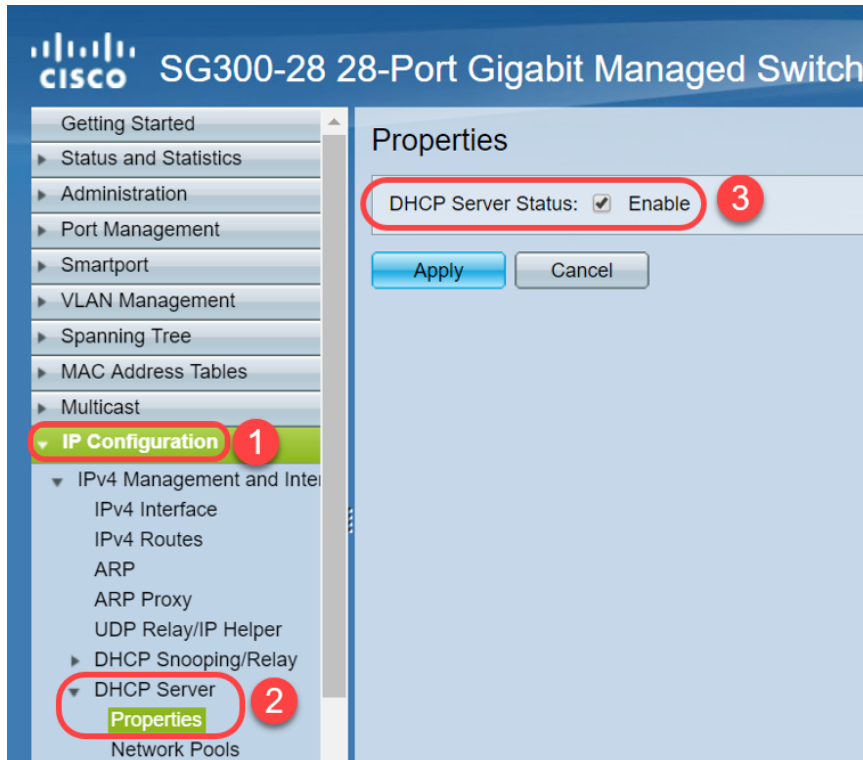 cisco SG300-28 28-Port Gigabit Managed Switch
Getting Started
Status and Statistics
Administration
Port Management
Smartport
VLAN Management
Spanning Tree
MAC Address Tables
Multicast
IP Configuration 1
IPv4 Management and Inte
IPv4 Interface
IPv4 Routes
ARP
ARP Proxy
UDP Relay/IP Helper
DHCP Snooping/Relay
DHCP Server
2
Properties
Network Pools
Properties
DHCP Server Status: Enable 3
Apply Cancel